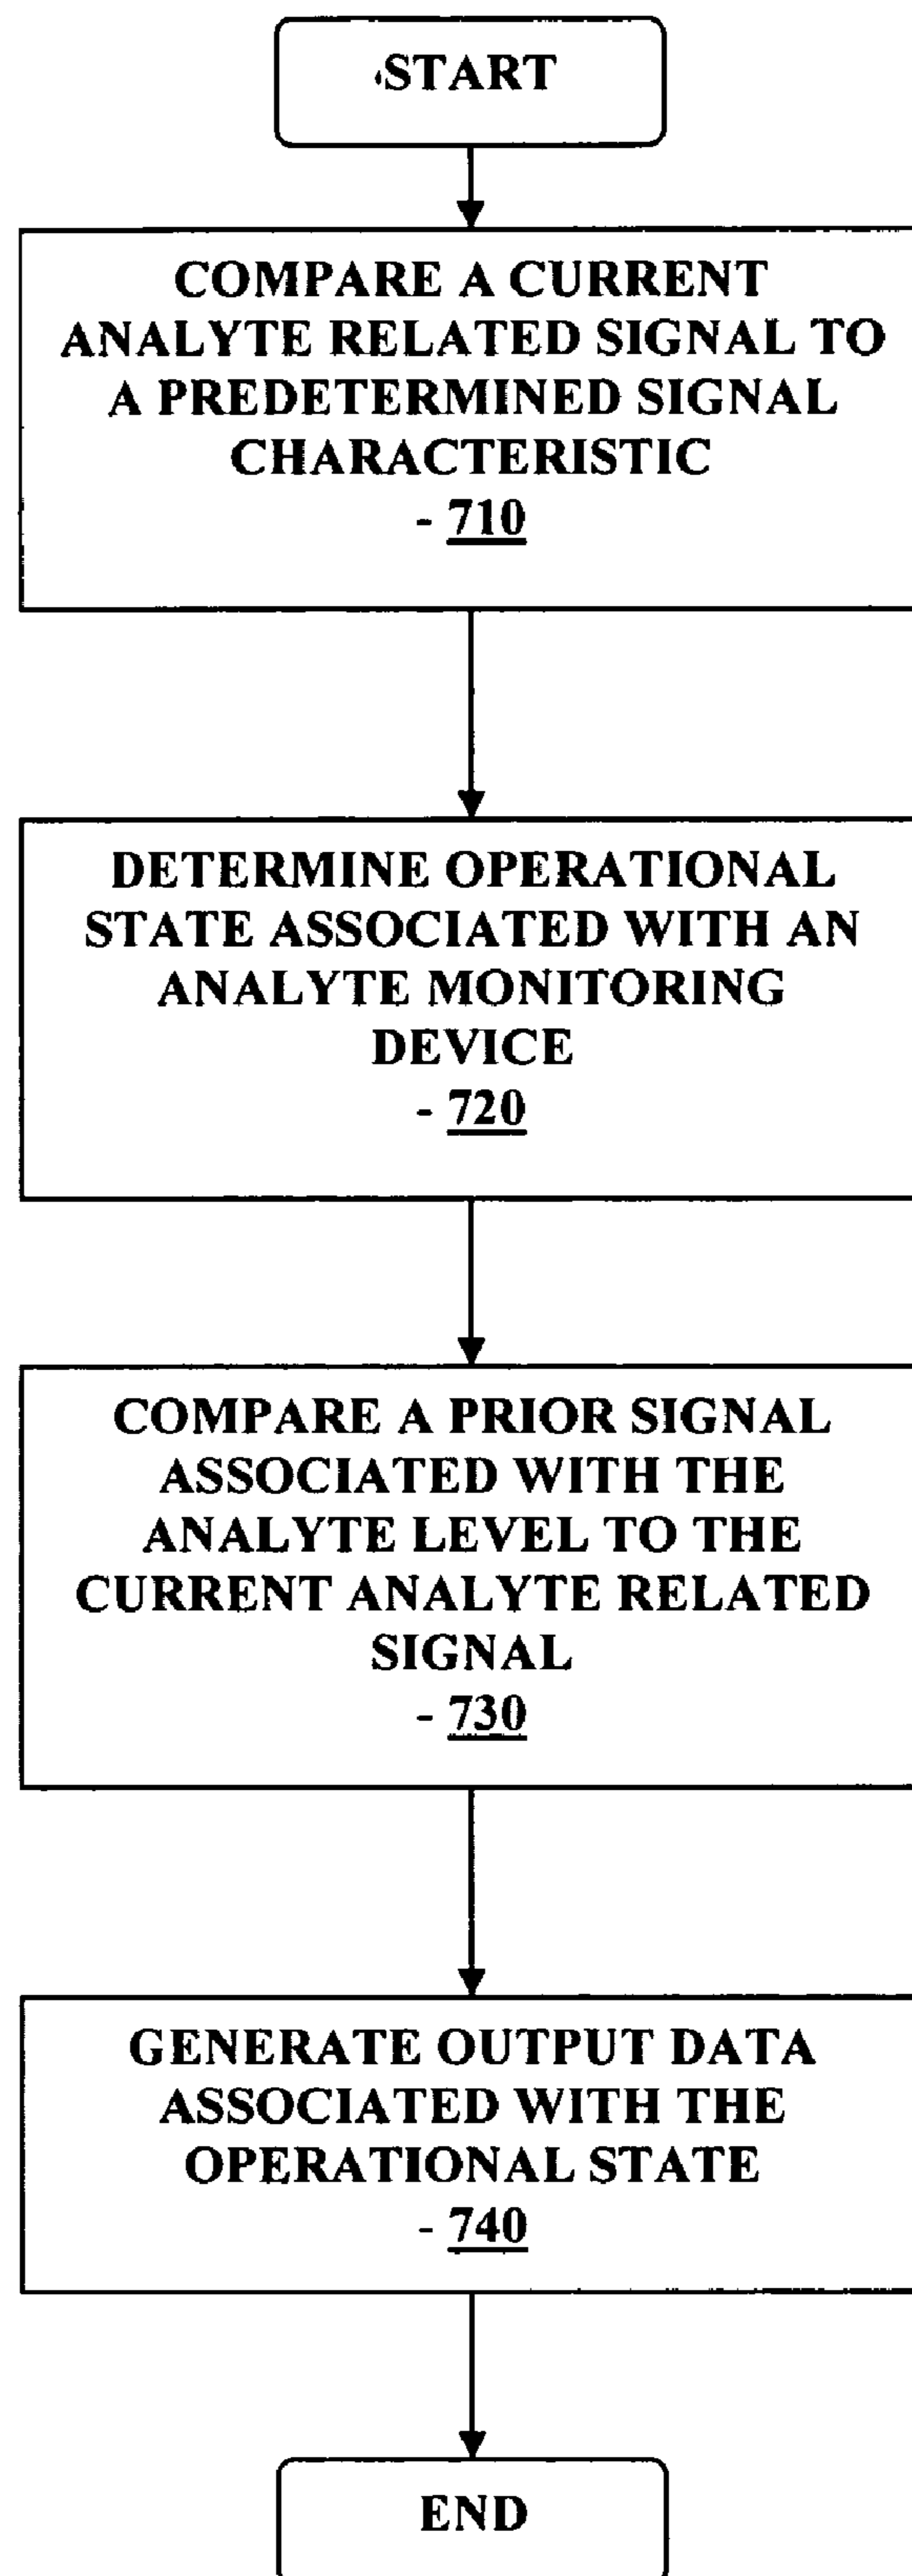 START
COMPARE A CURRENT
ANALYTE RELATED SIGNAL TO
A PREDETERMINED SIGNAL
CHARACTERISTIC
- 710
DETERMINE OPERATIONAL
STATE ASSOCIATED WITH AN
ANALYTE MONITORING
DEVICE
- 720
COMPARE A PRIOR SIGNAL
ASSOCIATED WITH THE
ANALYTE LEVEL TO THE
CURRENT ANALYTE RELATED
SIGNAL
- 730
GENERATE OUTPUT DATA
ASSOCIATED WITH THE
OPERATIONAL STATE
- 740
END